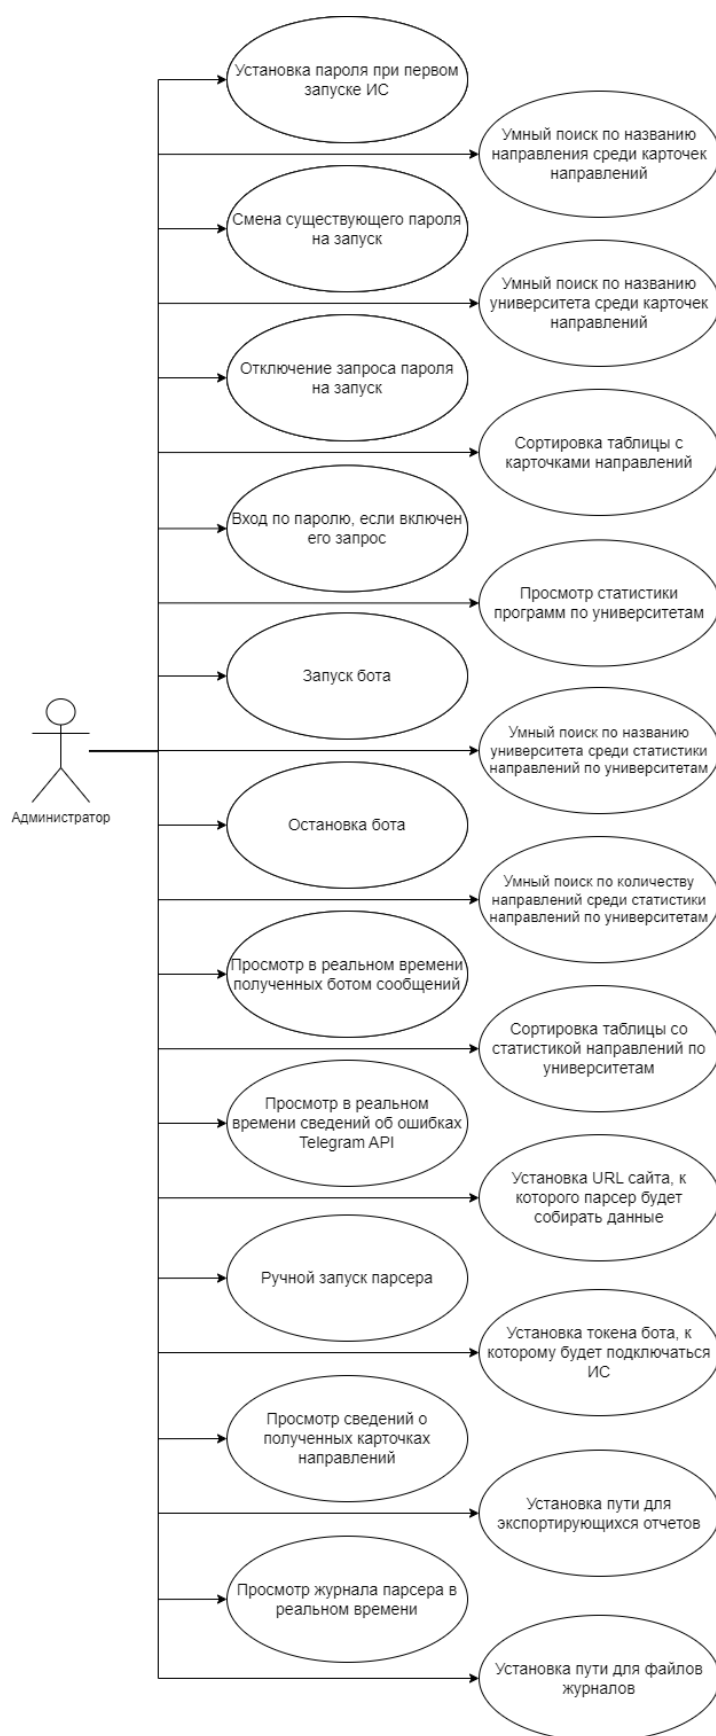 Установка пароля при первом
запуске ИС
Умный поиск по названию
направления среди карточек
направлений
Смена существующего пароля
на запуск
Умный поиск по названию
университета среди карточек
направлений
Отключение запроса пароля
на запуск
Сортировка таблицы с
карточками направлений
Вход по паролю, если включен
его запрос
Просмотр статистики
программ по университетам
Запуск бота
Умный поиск по названию
университета среди статистики
направлений по университетам
Администратор
Остановка бота
Умный поиск по количеству
направлений среди статистики
направлений по университетам
Просмотр в реальном времени
полученных ботом сообщений
Сортировка таблицы со
статистикой направлений по
университетам
Просмотр в реальном
времени сведений об ошибках
Telegram API
Установка URL сайта, к
которого парсер будет
собирать данные
Ручной запуск парсера
Установка токена бота, к
которому будет подключаться
ИС
Просмотр сведений о
полученных карточках
направлений
Установка пути для
экспортирующихся отчетов
Просмотр журнала парсера в
реальном времени
Установка пути для файлов
журналов